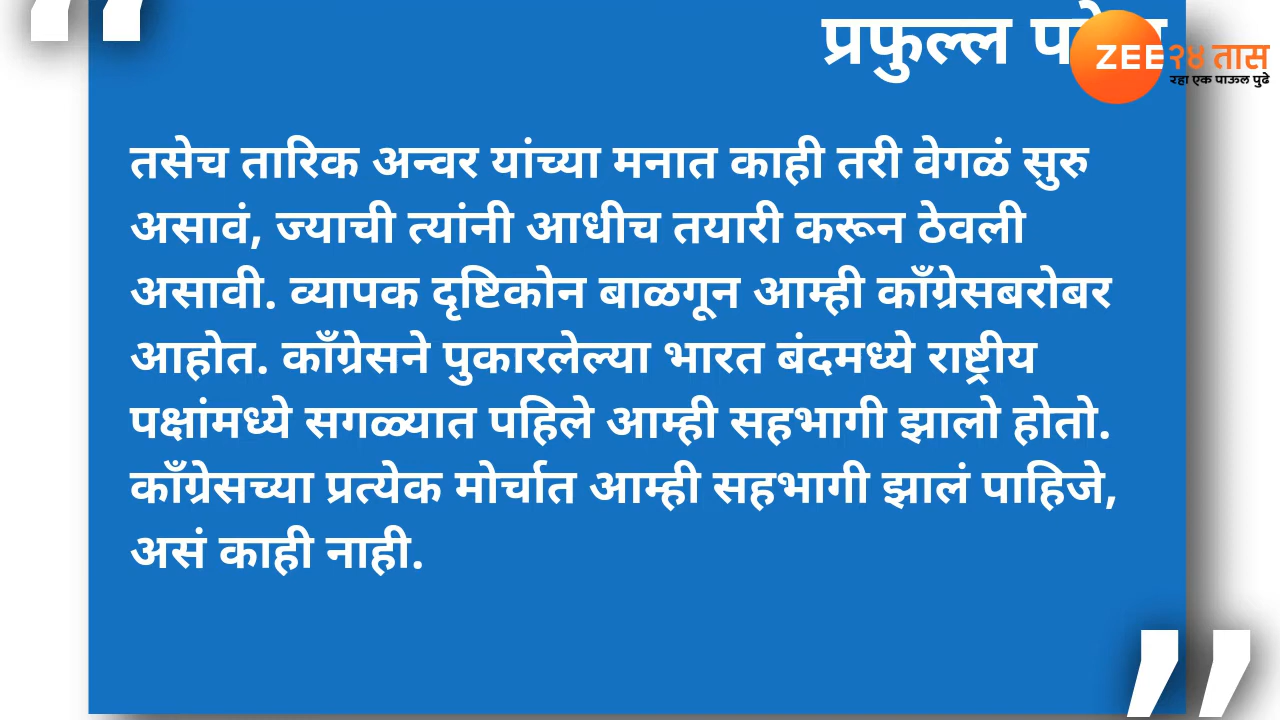 प्रफुल्ल
ZEE २४ तास
रहा एक पाऊल पुढे
तसेच तारिक अन्वर यांच्या मनात काही तरी वेगळं सुरु
असावं, ज्याची त्यांनी आधीच तयारी करून ठेवली
असावी. व्यापक दृष्टिकोन बाळगून आम्ही काँग्रेसबरोबर
आहोत. काँग्रेसने पुकारलेल्या भारत बंदमध्ये राष्ट्रीय
पक्षांमध्ये सगळ्यात पहिले आम्ही सहभागी झालो होतो.
काँग्रेसच्या प्रत्येक मोर्चात आम्ही सहभागी झालं पाहिजे,
असं काही नाही.